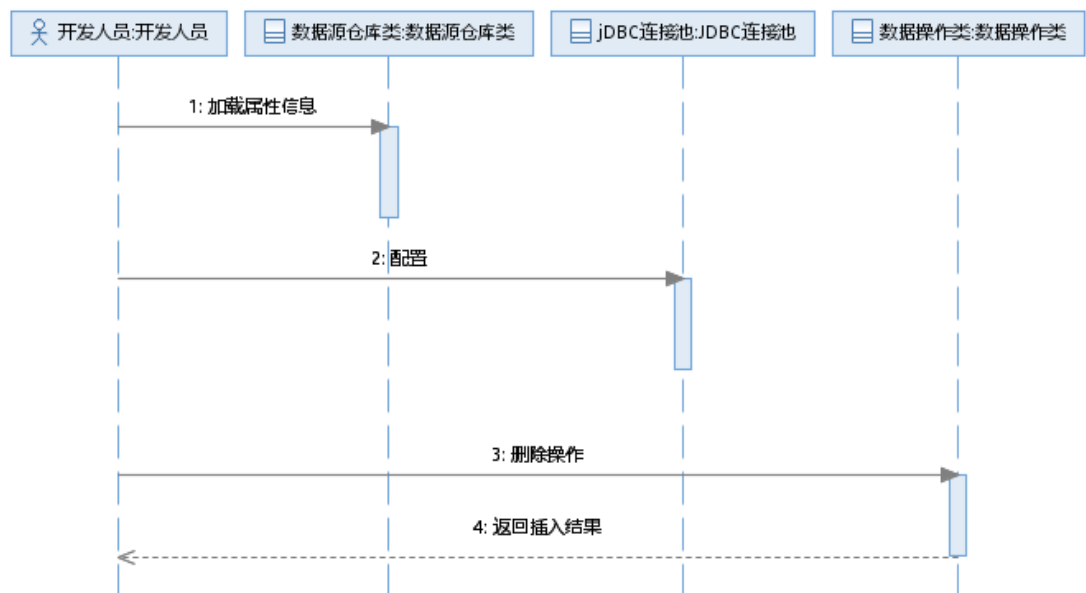 开发人员:开发人员
数据源仓库类:数据源仓库类
jDBC连接也:JDBC连接池
数据操作类:数据操作类
1: 加载属性信息
2: 配置
3: 删除操作
4: 返回插入结果